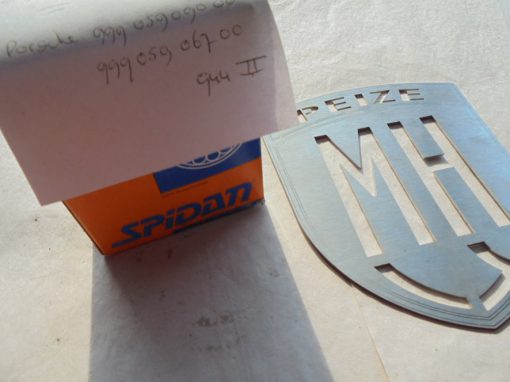 Porsche 999 059 090 00
999 059 067 00
944 II
SPiDAN
PEIZE
MH